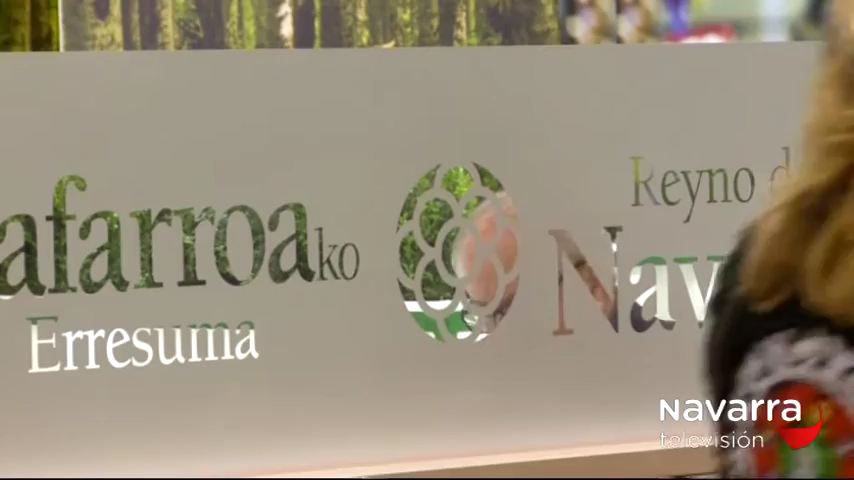 afarroako
Erresuma
Reyno d
Nav
Navarra
televisión